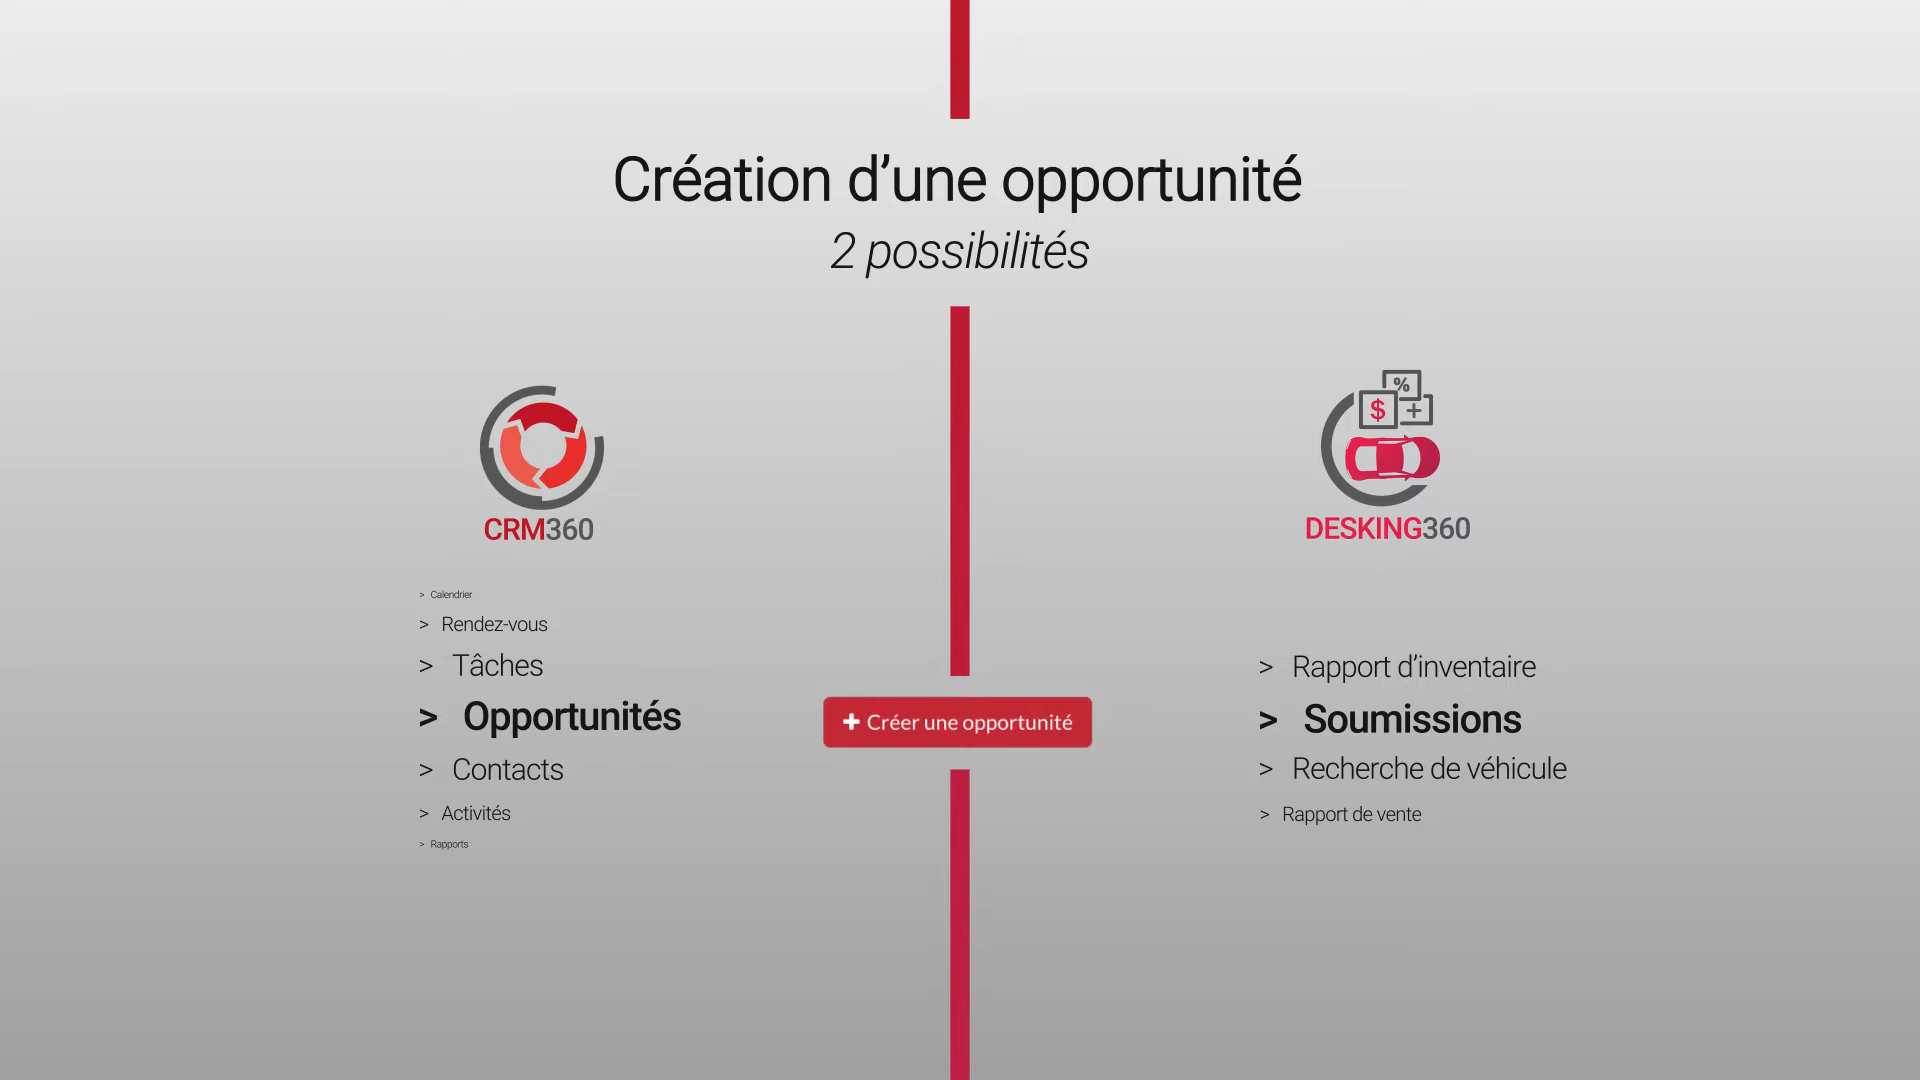 Création d’une opportunité
2 possibilités
CRM360
> Calendrier
> Rendez-vous
> Tâches
> Opportunités
> Contacts
> Activités
> Rapports
+ Créer une opportunité
% $ +
DESKING360
> Rapport d’inventaire
> Soumissions
> Recherche de véhicule
> Rapport de vente